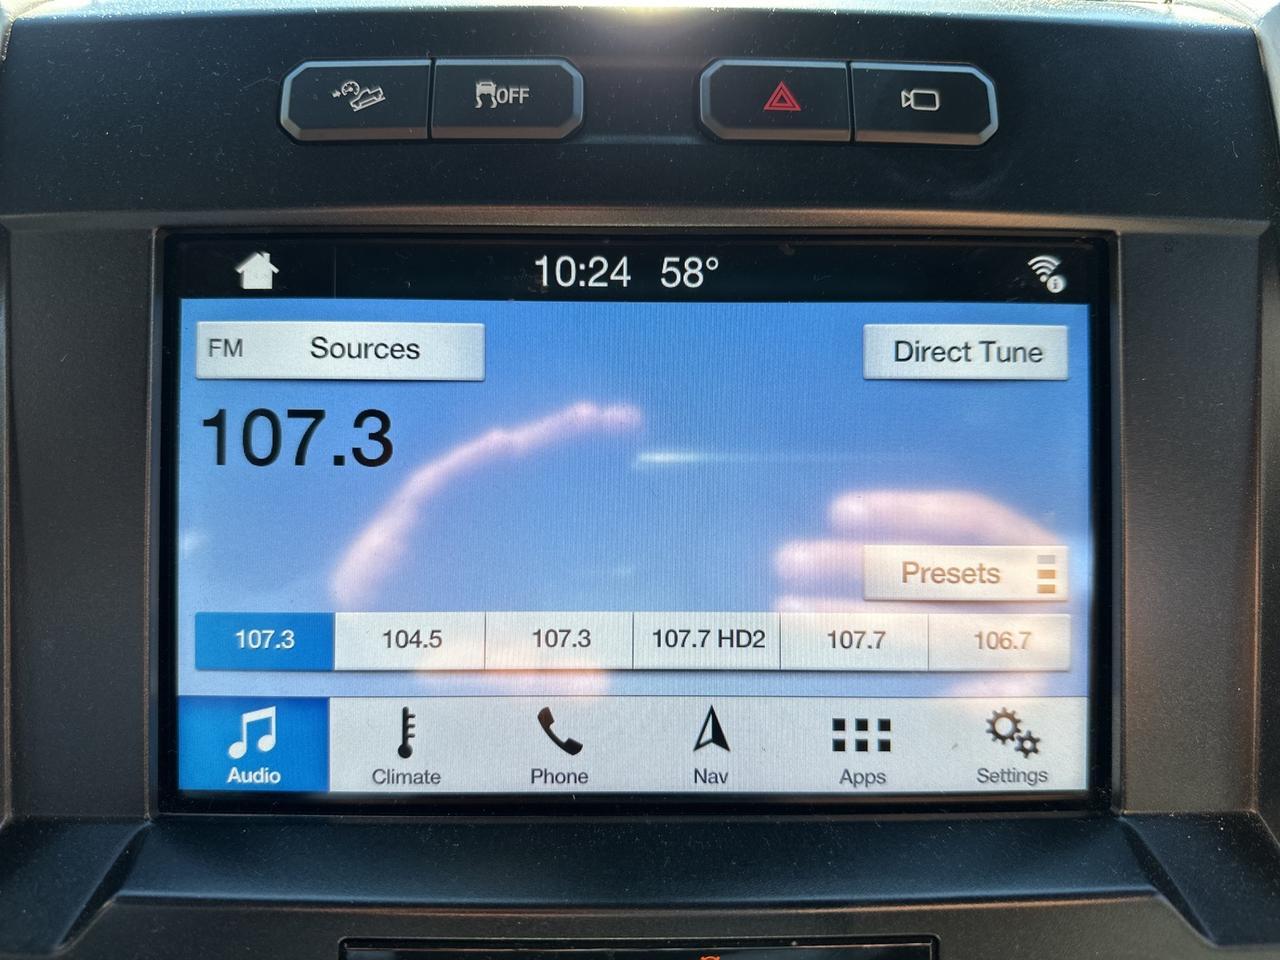 OFF
10:24 58°
FM Sources
Direct Tune
107.3
Presets
107.3 104.5 107.3 107.7 HD2 107.7 106.7
Audio Climate Phone Nav Apps Settings